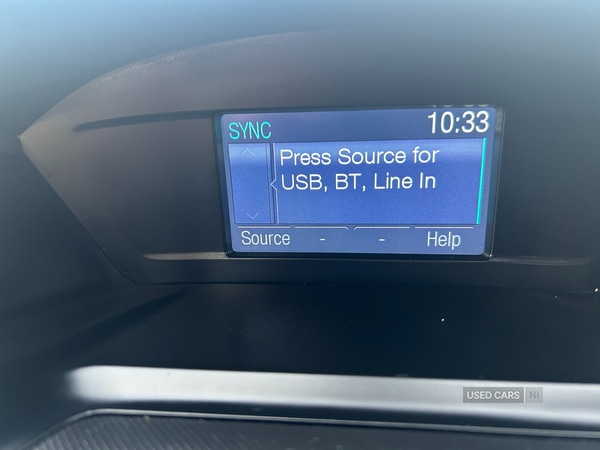 SYNC 10:33
Press Source for
USB, BT, Line In
Source - - Help
USED CARS NI